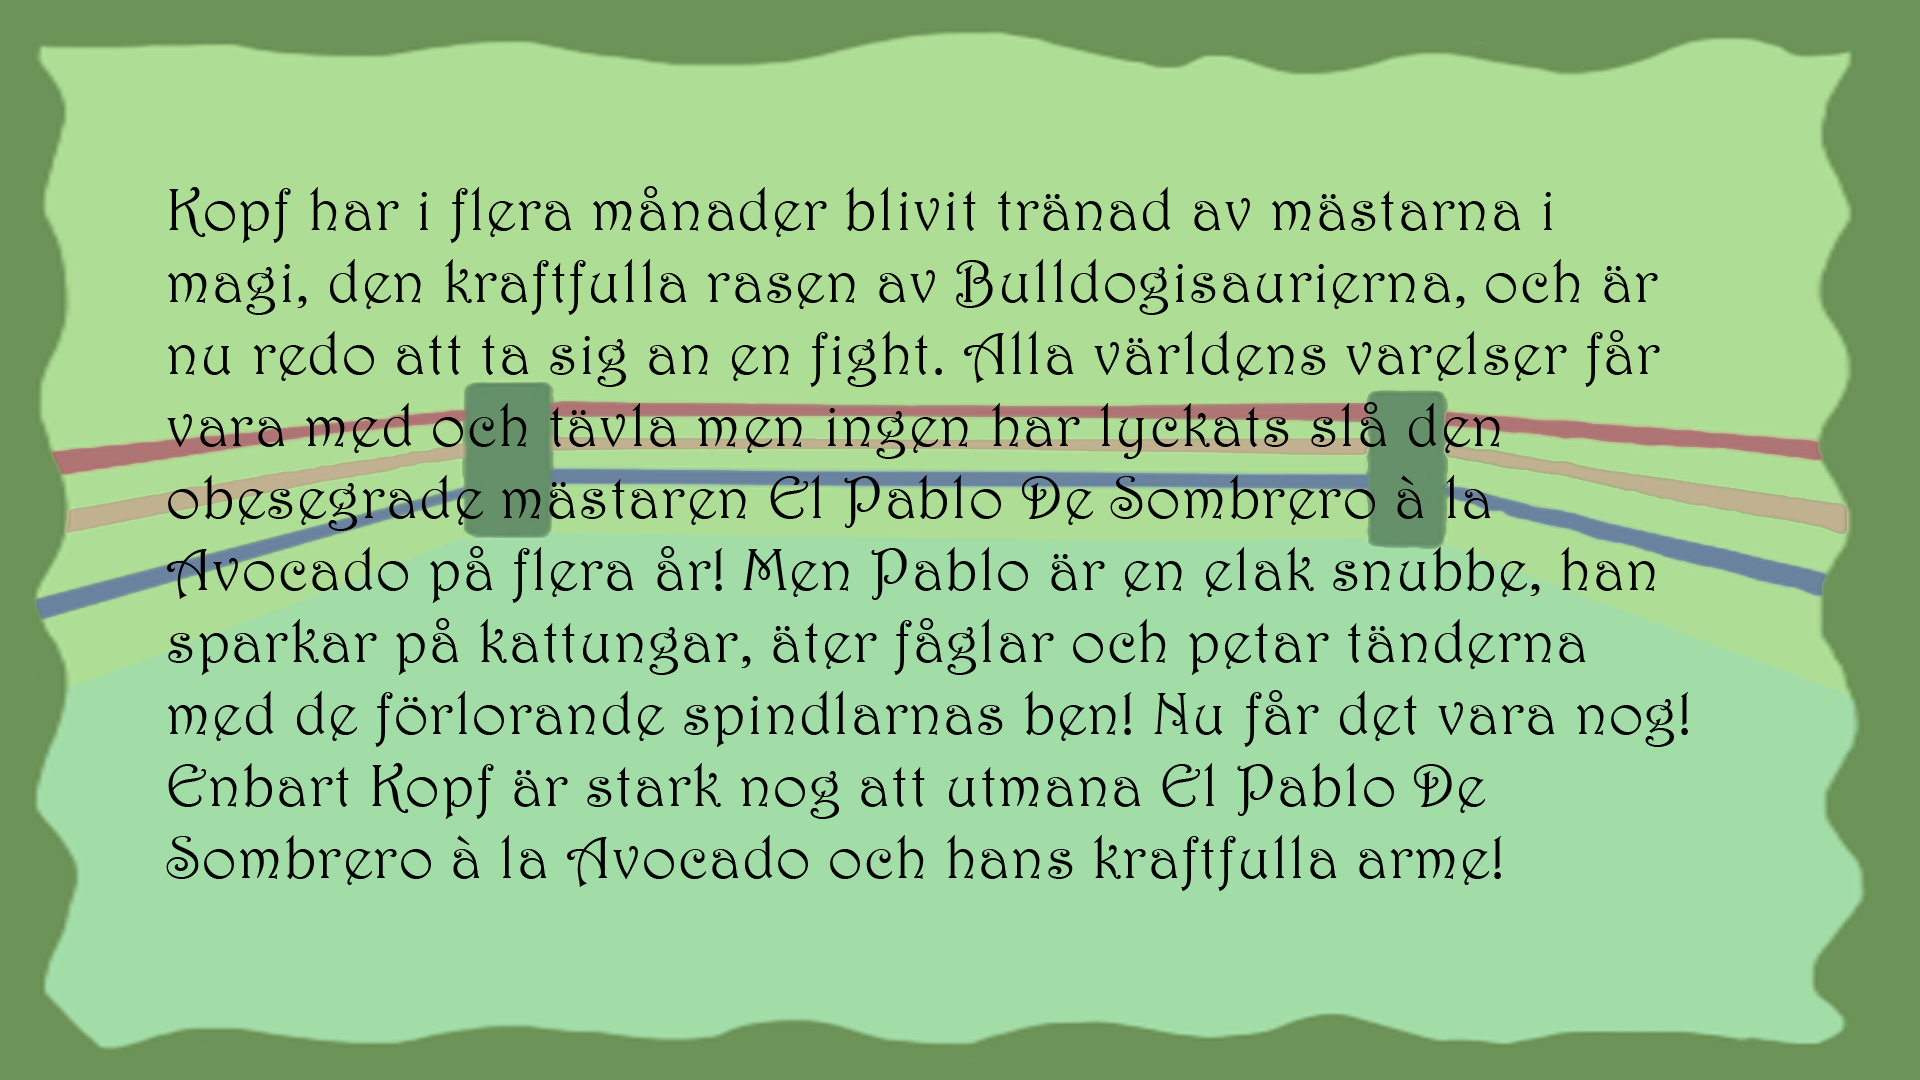 Kopf har i flera månader blivit tränad av mästarna i
magi, den kraftfulla rasen av Bulldogisaurierna, och är
nu redo att ta sig an en fight. Alla världens varelser får
vara med och tävla men ingen har lyckats slå den
obesegrade mästaren El Pablo De Sombrero à la
Avocado på flera år! Men Pablo är en elak snubbe, han
sparkar på kattungar, äter fåglar och petar tänderna
med de förlorande spindlarnas ben! Nu får det vara nog!
Enbart Kopf är stark nog att utmana El Pablo De
Sombrero à la Avocado och hans kraftfulla arme!